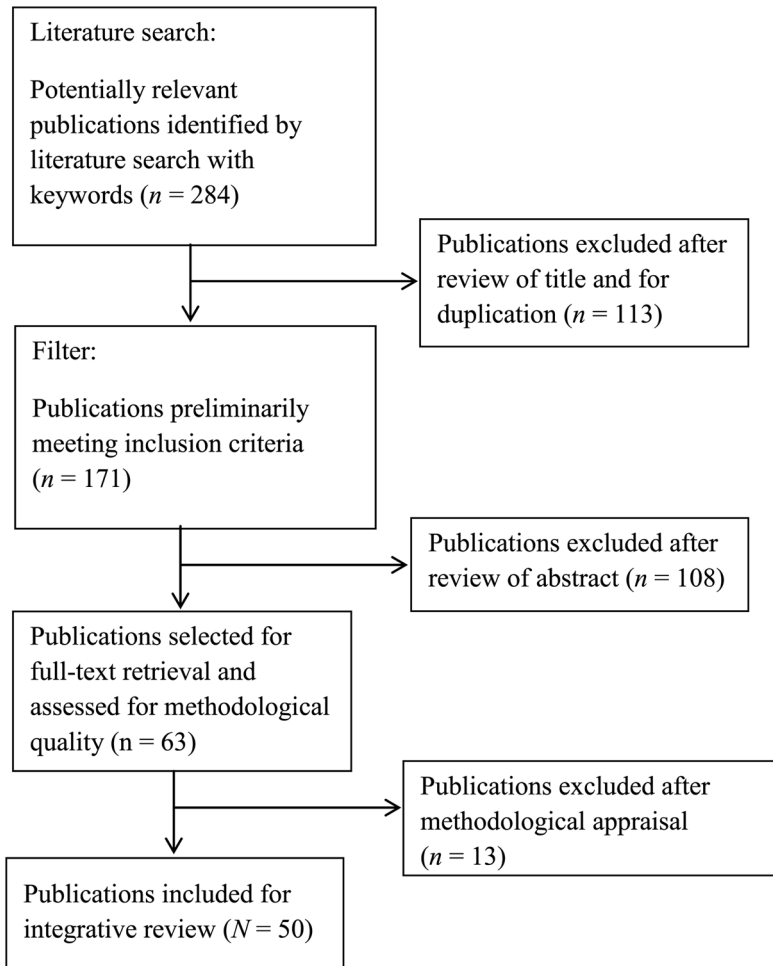 Literature search:
Potentially relevant
publications identified by
literature search with
keywords (n = 284)
Publications excluded after
review of title and for
duplication (n = 113)
Filter:
Publications preliminarily
meeting inclusion criteria
(n = 171)
Publications excluded after
review of abstract (n = 108)
Publications selected for
full-text retrieval and
assessed for methodological
quality (n = 63)
Publications excluded after
methodological appraisal
(n = 13)
Publications included for
integrative review (N = 50)